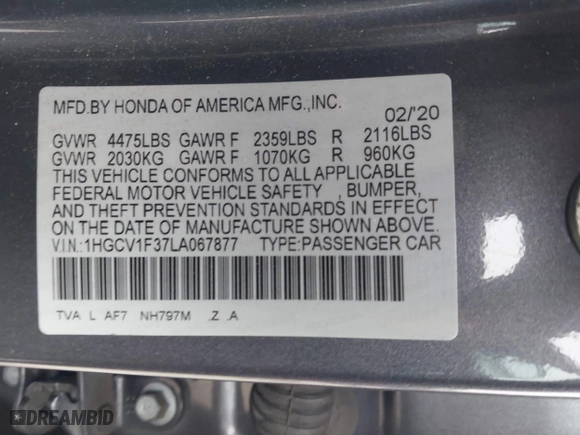 MFD.BY HONDA OF AMERICA MFG.,INC.
02/'20
GVWR 4475LBS GAWR F 2359LBS R 2116LBS
GVWR 2030KG GAWR F 1070KG R 960KG
THIS VEHICLE CONFORMS TO ALL APPLICABLE
FEDERAL MOTOR VEHICLE SAFETY , BUMPER,
AND THEFT PREVENTION STANDARDS IN EFFECT
ON THE DATE OF MANUFACTURE SHOWN ABOVE.
V.I.N.:1HGCV1F37LA067877 TYPE:PASSENGER CAR
TVA L AF7 NH797M .Z .A
DREAMBID